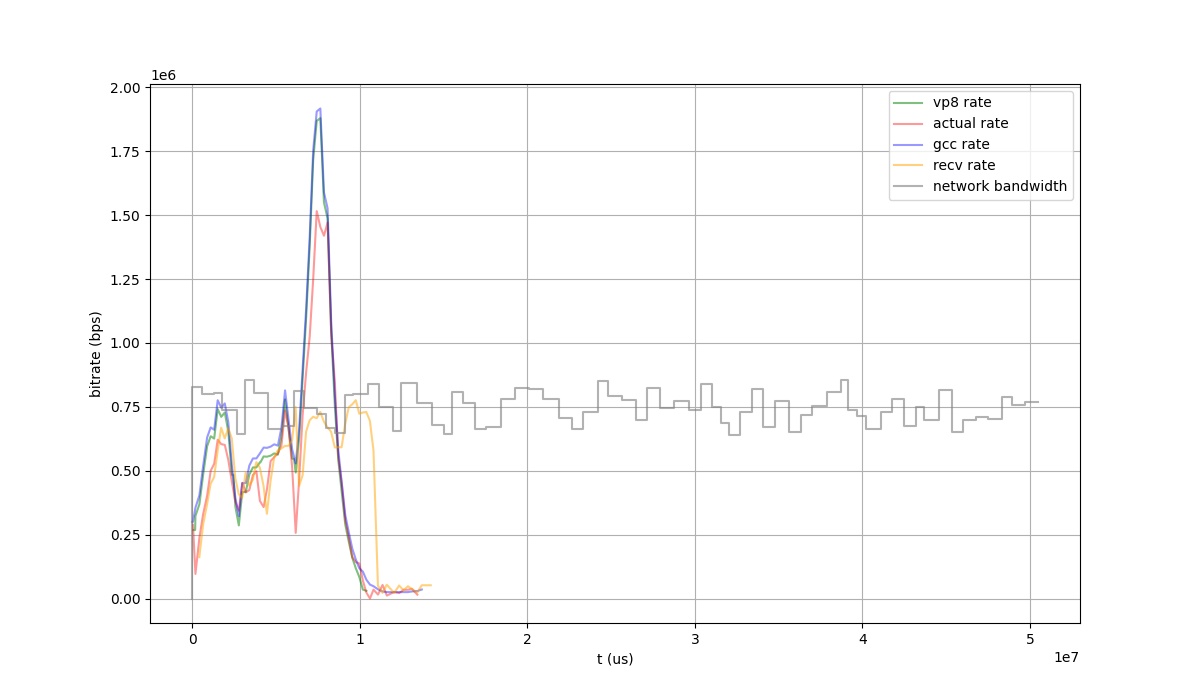 1e6
2.00
1.75
1.50
1.25
1.00
0.75
0.50
0.25
0.00
bitrate (bps)
vp8 rate
actual rate
gcc rate
recv rate
network bandwidth
0 1 2 3 4 5
t (us)
1e7